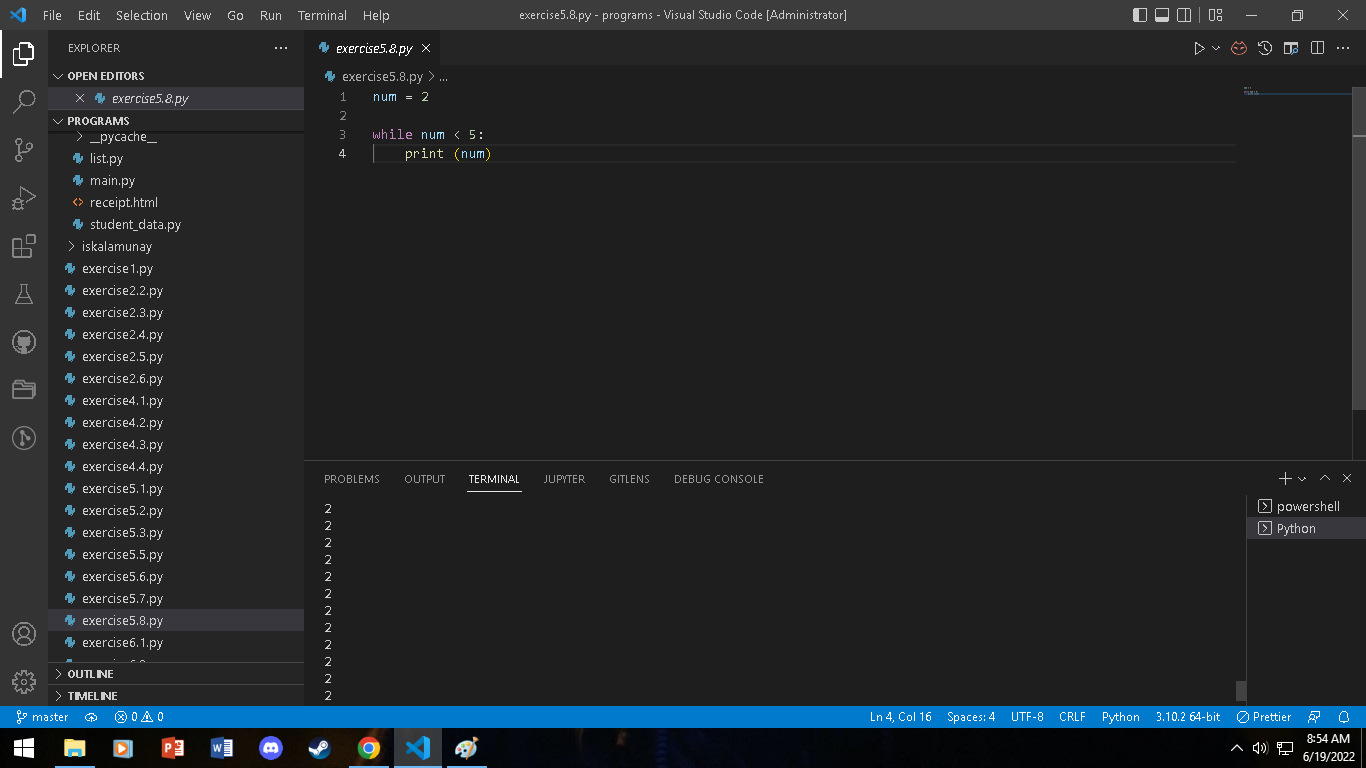 File Edit Selection View Go Run Terminal Help exercise5.8.py - programs - Visual Studio Code [Administrator]
EXPLORER
OPEN EDITORS
exercise5.8.py
PROGRAMS
__pycache__
list.py
main.py
receipt.html
student_data.py
iskalamunay
exercise1.py
exercise2.2.py
exercise2.3.py
exercise2.4.py
exercise2.5.py
exercise2.6.py
exercise4.1.py
exercise4.2.py
exercise4.3.py
exercise4.4.py
exercise5.1.py
exercise5.2.py
exercise5.3.py
exercise5.5.py
exercise5.6.py
exercise5.7.py
exercise5.8.py
exercise6.1.py
OUTLINE
TIMELINE
exercise5.8.py
exercise5.8.py > ...
1 num = 2
2
3 while num < 5:
4 print (num)
PROBLEMS OUTPUT TERMINAL JUPYTER GITLENS DEBUG CONSOLE
2
2
2
2
2
2
2
2
2
2
2
2
powershell
Python
master 0 0 Ln 4, Col 16 Spaces: 4 UTF-8 CRLF Python 3.10.2 64-bit Prettier
8:54 AM
6/19/2022